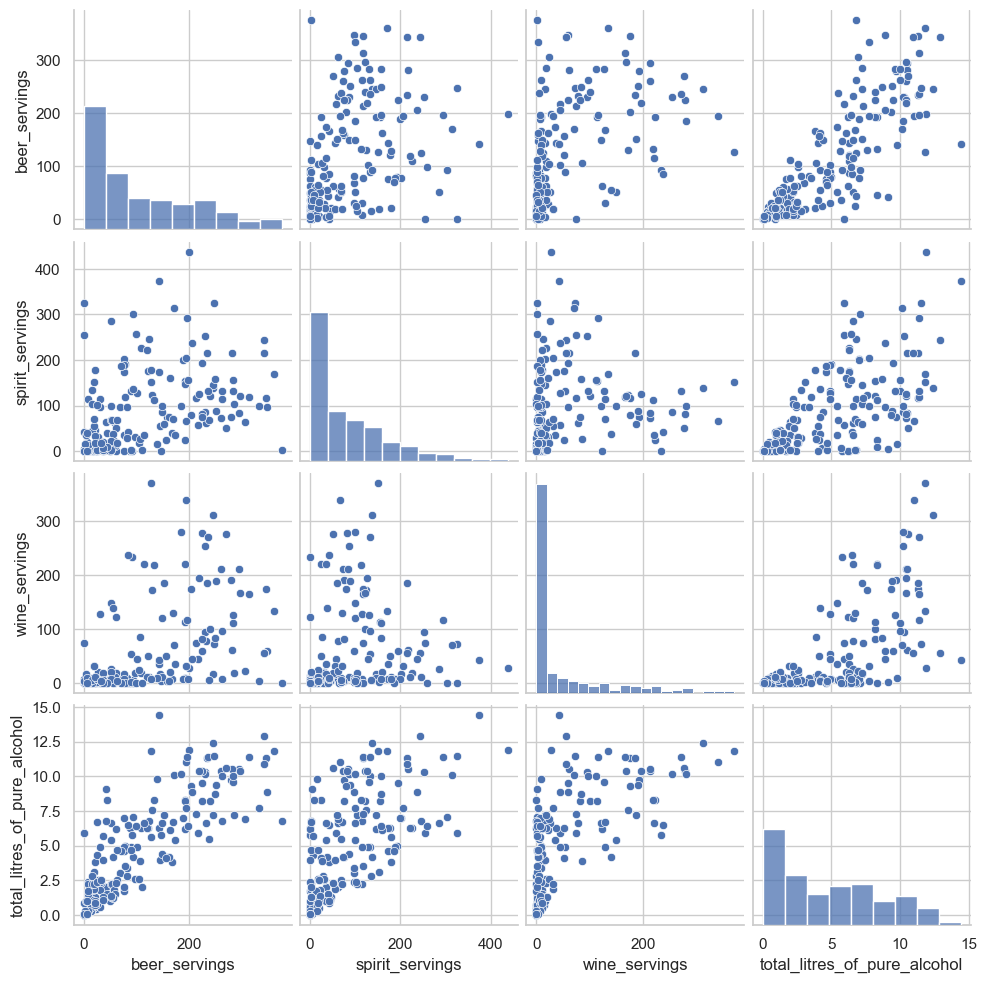 beer_servings
300
200
100
0
spirit_servings
400
300
200
100
0
wine_servings
300
200
100
0
total_litres_of_pure_alcohol
15.0
12.5
10.0
7.5
5.0
2.5
0.0
0 200
0 200 400
0 200
0 5 10 15
beer_servings
spirit_servings
wine_servings
total_litres_of_pure_alcohol